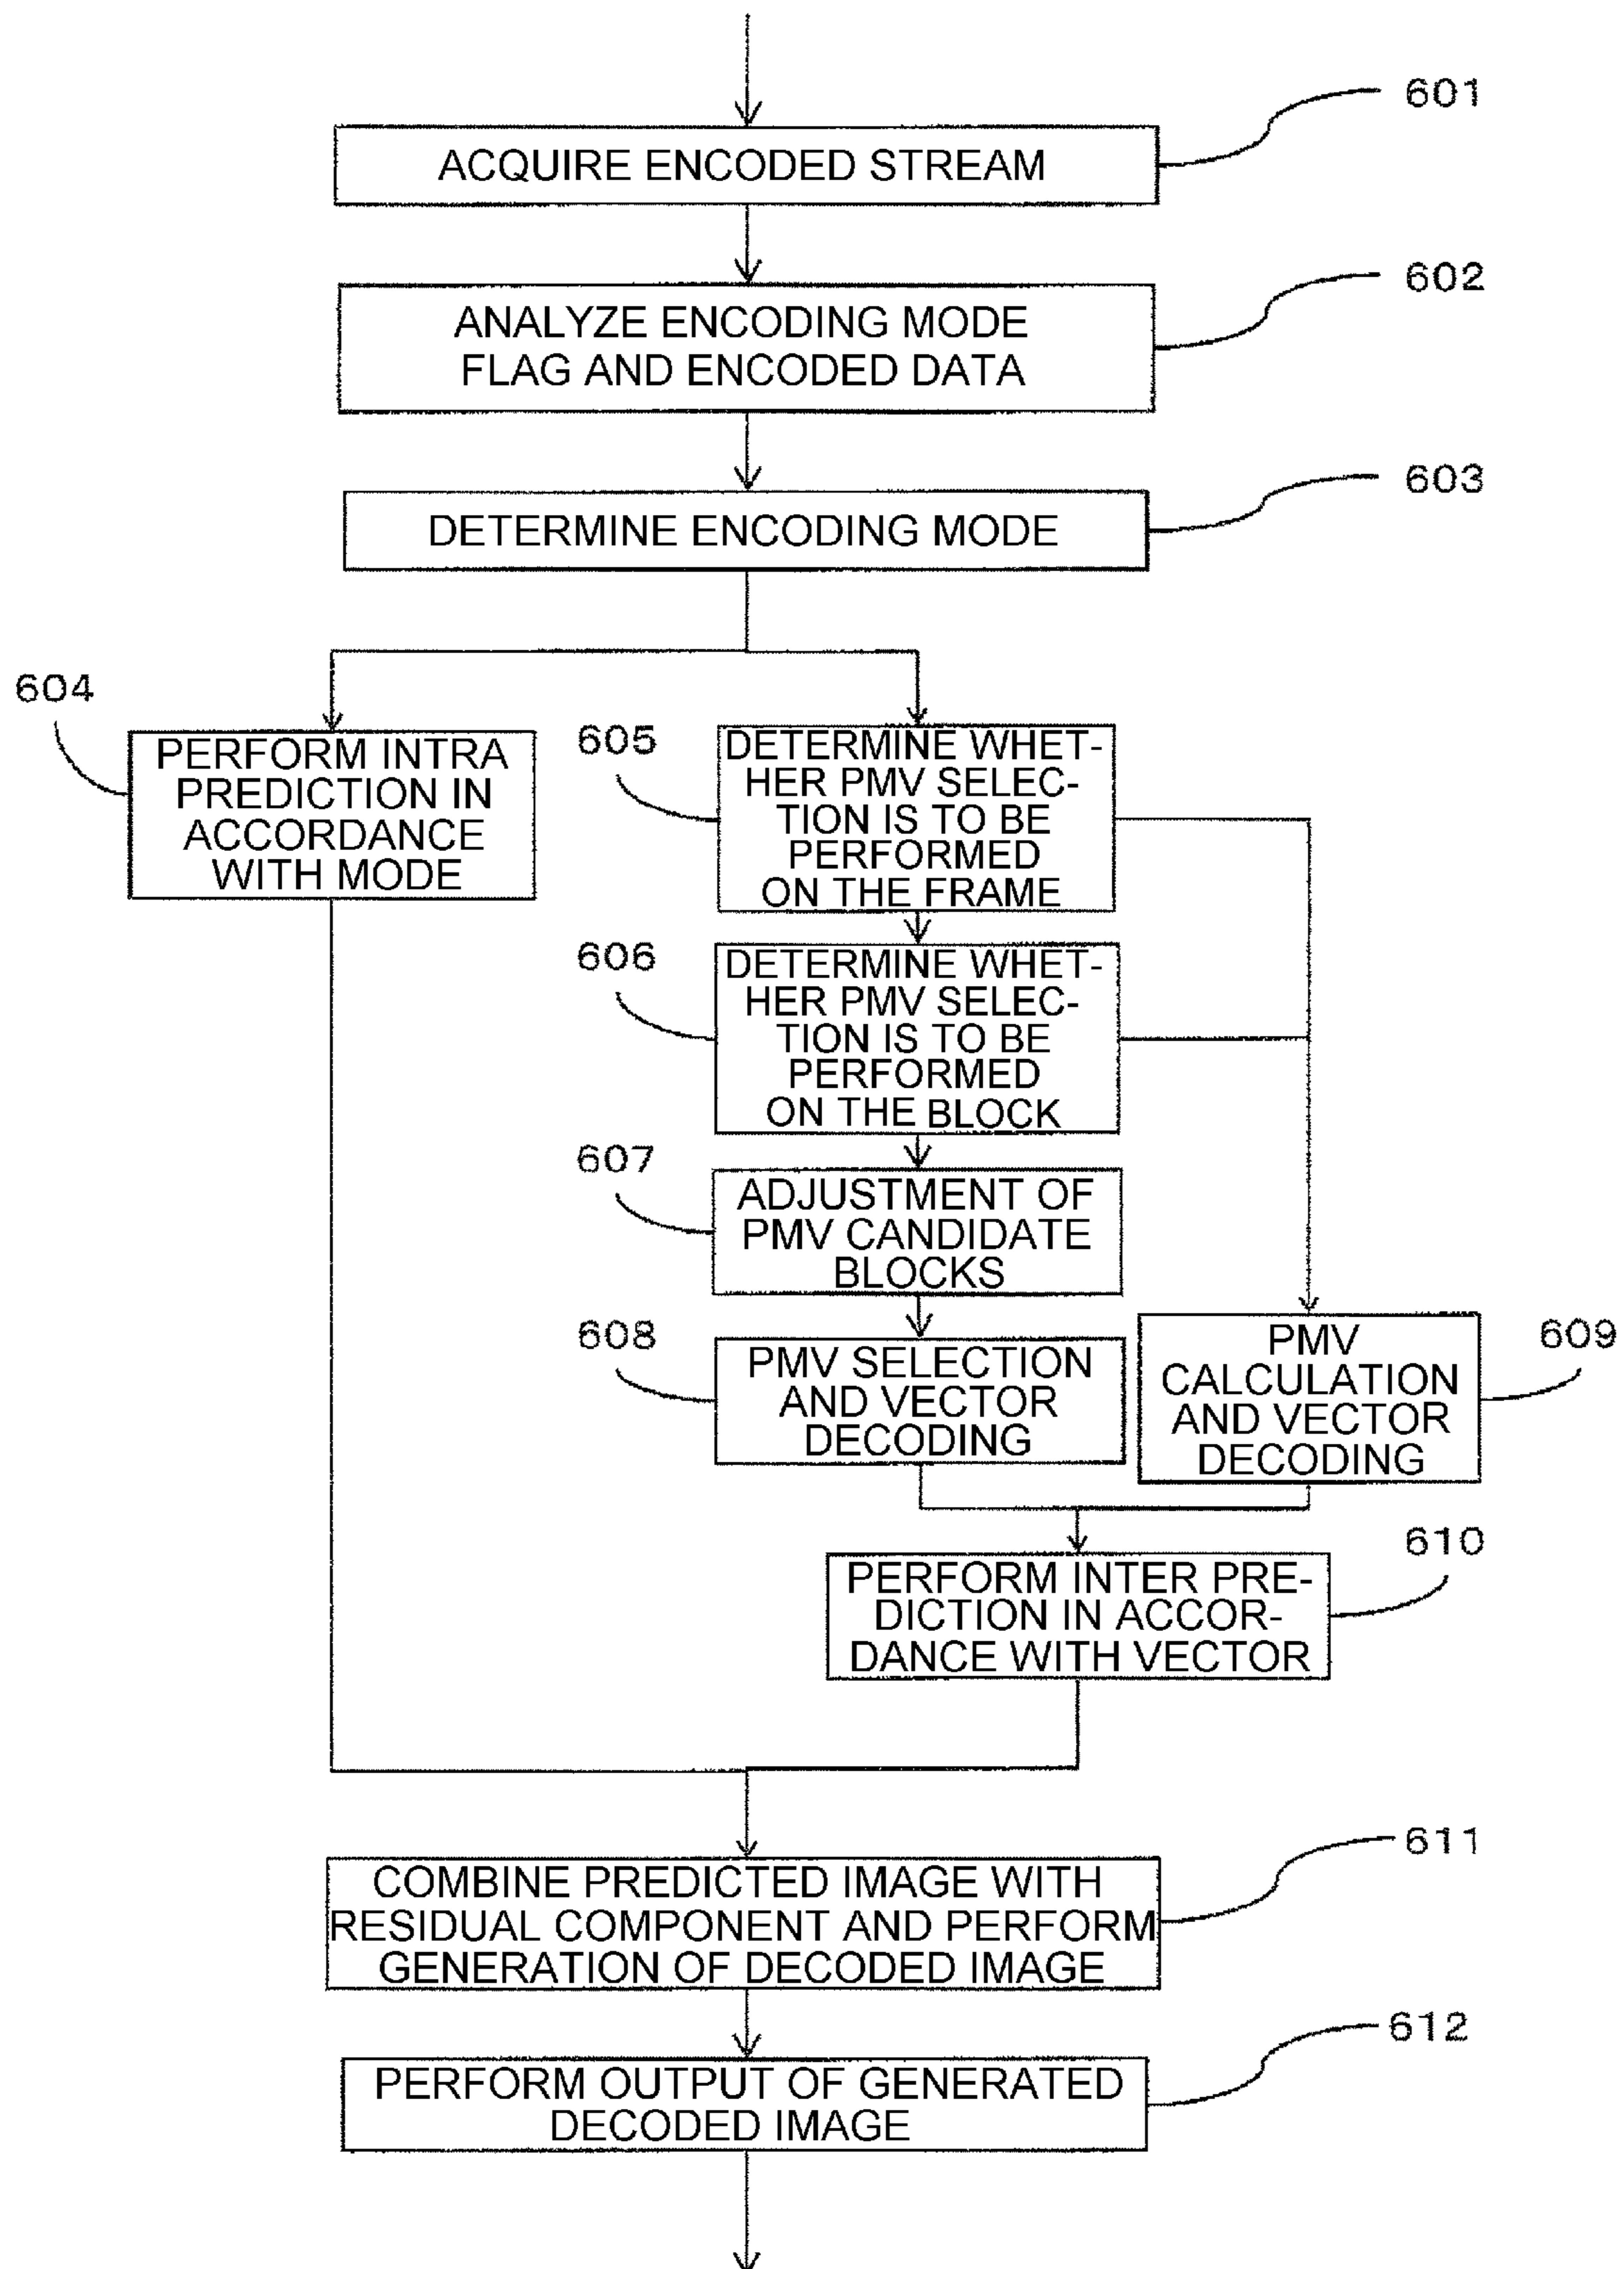 601
ACQUIRE ENCODED STREAM
602
ANALYZE ENCODING MODE
FLAG AND ENCODED DATA
603
DETERMINE ENCODING MODE
604
PERFORM INTRA
PREDICTION IN
ACCORDANCE
WITH MODE
605
DETERMINE WHET-
HER PMV SELEC-
TION IS TO BE
PERFORMED
ON THE FRAME
606
DETERMINE WHET-
HER PMV SELEC-
TION IS TO BE
PERFORMED
ON THE BLOCK
607
ADJUSTMENT OF
PMV CANDIDATE
BLOCKS
608
PMV SELECTION
AND VECTOR
DECODING
609
PMV
CALCULATION
AND VECTOR
DECODING
610
PERFORM INTER PRE-
DICTION IN ACCOR-
DANCE WITH VECTOR
611
COMBINE PREDICTED IMAGE WITH
RESIDUAL COMPONENT AND PERFORM
GENERATION OF DECODED IMAGE
612
PERFORM OUTPUT OF GENERATED
DECODED IMAGE